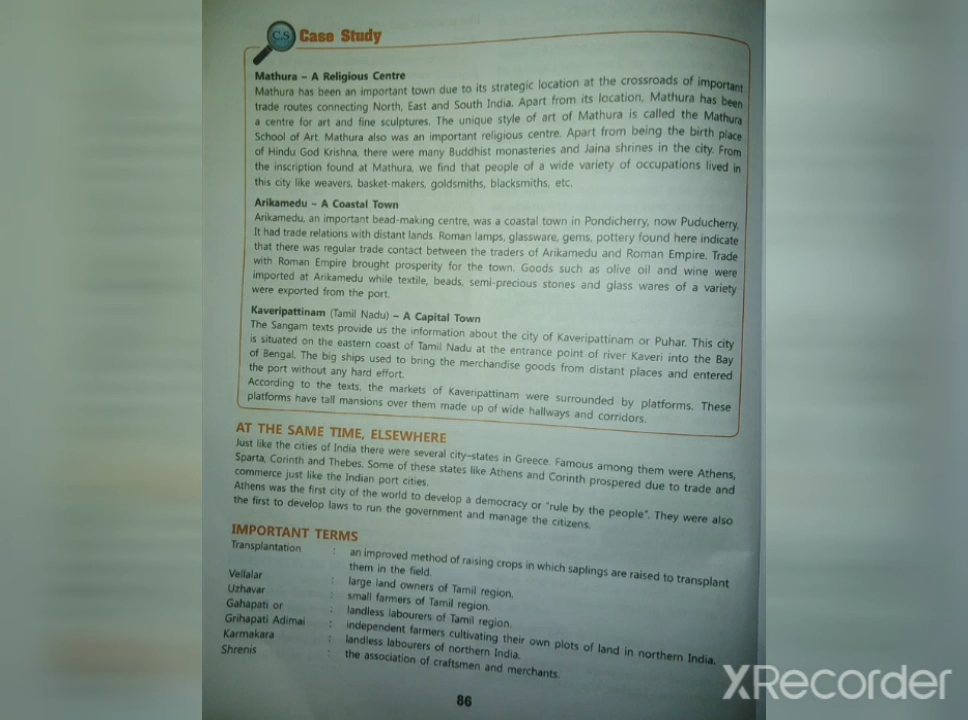 C.S
Case Study
Mathura – A Religious Centre
Mathura has been an important town due to its strategic location at the crossroads of important
trade routes connecting North, East and South India. Apart from its location, Mathura has been
a centre for art and fine sculptures. The unique style of art of Mathura is called the Mathura
School of Art. Mathura also was an important religious centre. Apart from being the birth place
of Hindu God Krishna, there were many Buddhist monasteries and Jaina shrines in the city. From
the inscription found at Mathura, we find that people of a wide variety of occupations lived in
this city like weavers, basket-makers, goldsmiths, blacksmiths, etc.
Arikamedu – A Coastal Town
Arikamedu, an important bead-making centre, was a coastal town in Pondicherry, now Puducherry.
It had trade relations with distant lands. Roman lamps, glassware, gems, pottery found here indicate
that there was regular trade contact between the traders of Arikamedu and Roman Empire. Trade
with Roman Empire brought prosperity for the town. Goods such as olive oil and wine were
imported at Arikamedu while textile, beads, semi-precious stones and glass wares of a variety
were exported from the port.
Kaveripattinam (Tamil Nadu) – A Capital Town
The Sangam texts provide us the information about the city of Kaveripattinam or Puhar. This city
is situated on the eastern coast of Tamil Nadu at the entrance point of river Kaveri into the Bay
of Bengal. The big ships used to bring the merchandise goods from distant places and entered
the port without any hard effort.
According to the texts, the markets of Kaveripattinam were surrounded by platforms. These
platforms have tall mansions over them made up of wide hallways and corridors.
AT THE SAME TIME, ELSEWHERE
Just like the cities of India there were several city–states in Greece. Famous among them were Athens,
Sparta, Corinth and Thebes. Some of these states like Athens and Corinth prospered due to trade and
commerce just like the Indian port cities.
Athens was the first city of the world to develop a democracy or "rule by the people". They were also
the first to develop laws to run the government and manage the citizens.
IMPORTANT TERMS
Transplantation : an improved method of raising crops in which saplings are raised to transplant
them in the field.
Vellalar : large land owners of Tamil region.
Uzhavar : small farmers of Tamil region.
Gahapati or : landless labourers of Tamil region.
Grihapati Adimai : independent farmers cultivating their own plots of land in northern India.
Karmakara : landless labourers of northern India.
Shrenis : the association of craftsmen and merchants.
86
XRecorder